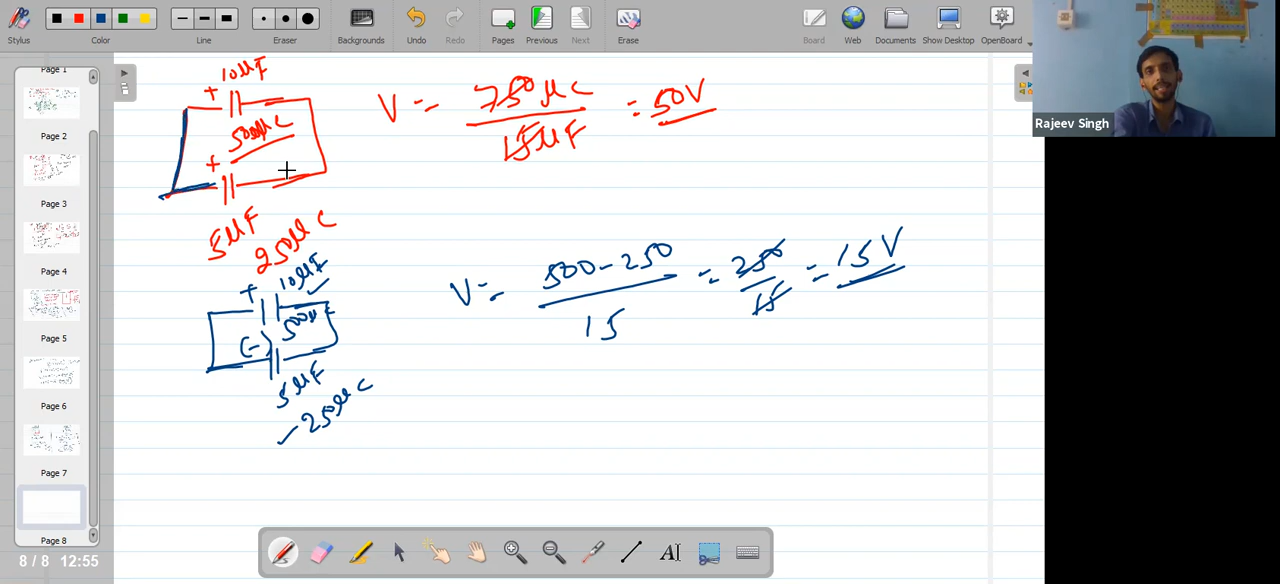 Stylus
Color
Line
Eraser
Backgrounds
Undo
Redo
Pages
Previous
Next
Erase
Board
Web
Documents
Show Desktop
OpenBoard
Rajeev Singh
Page 1
Page 2
Page 3
Page 4
Page 5
Page 6
Page 7
Page 8
8 / 8 12:55
+ 10μF
500μC
+
5μF
250μC
V = 750μC / 15μF = 50V
+ 10μF
(-) 500μ
5μF
250μC
V = 500-250 / 15 = 250 / 15 = 15V